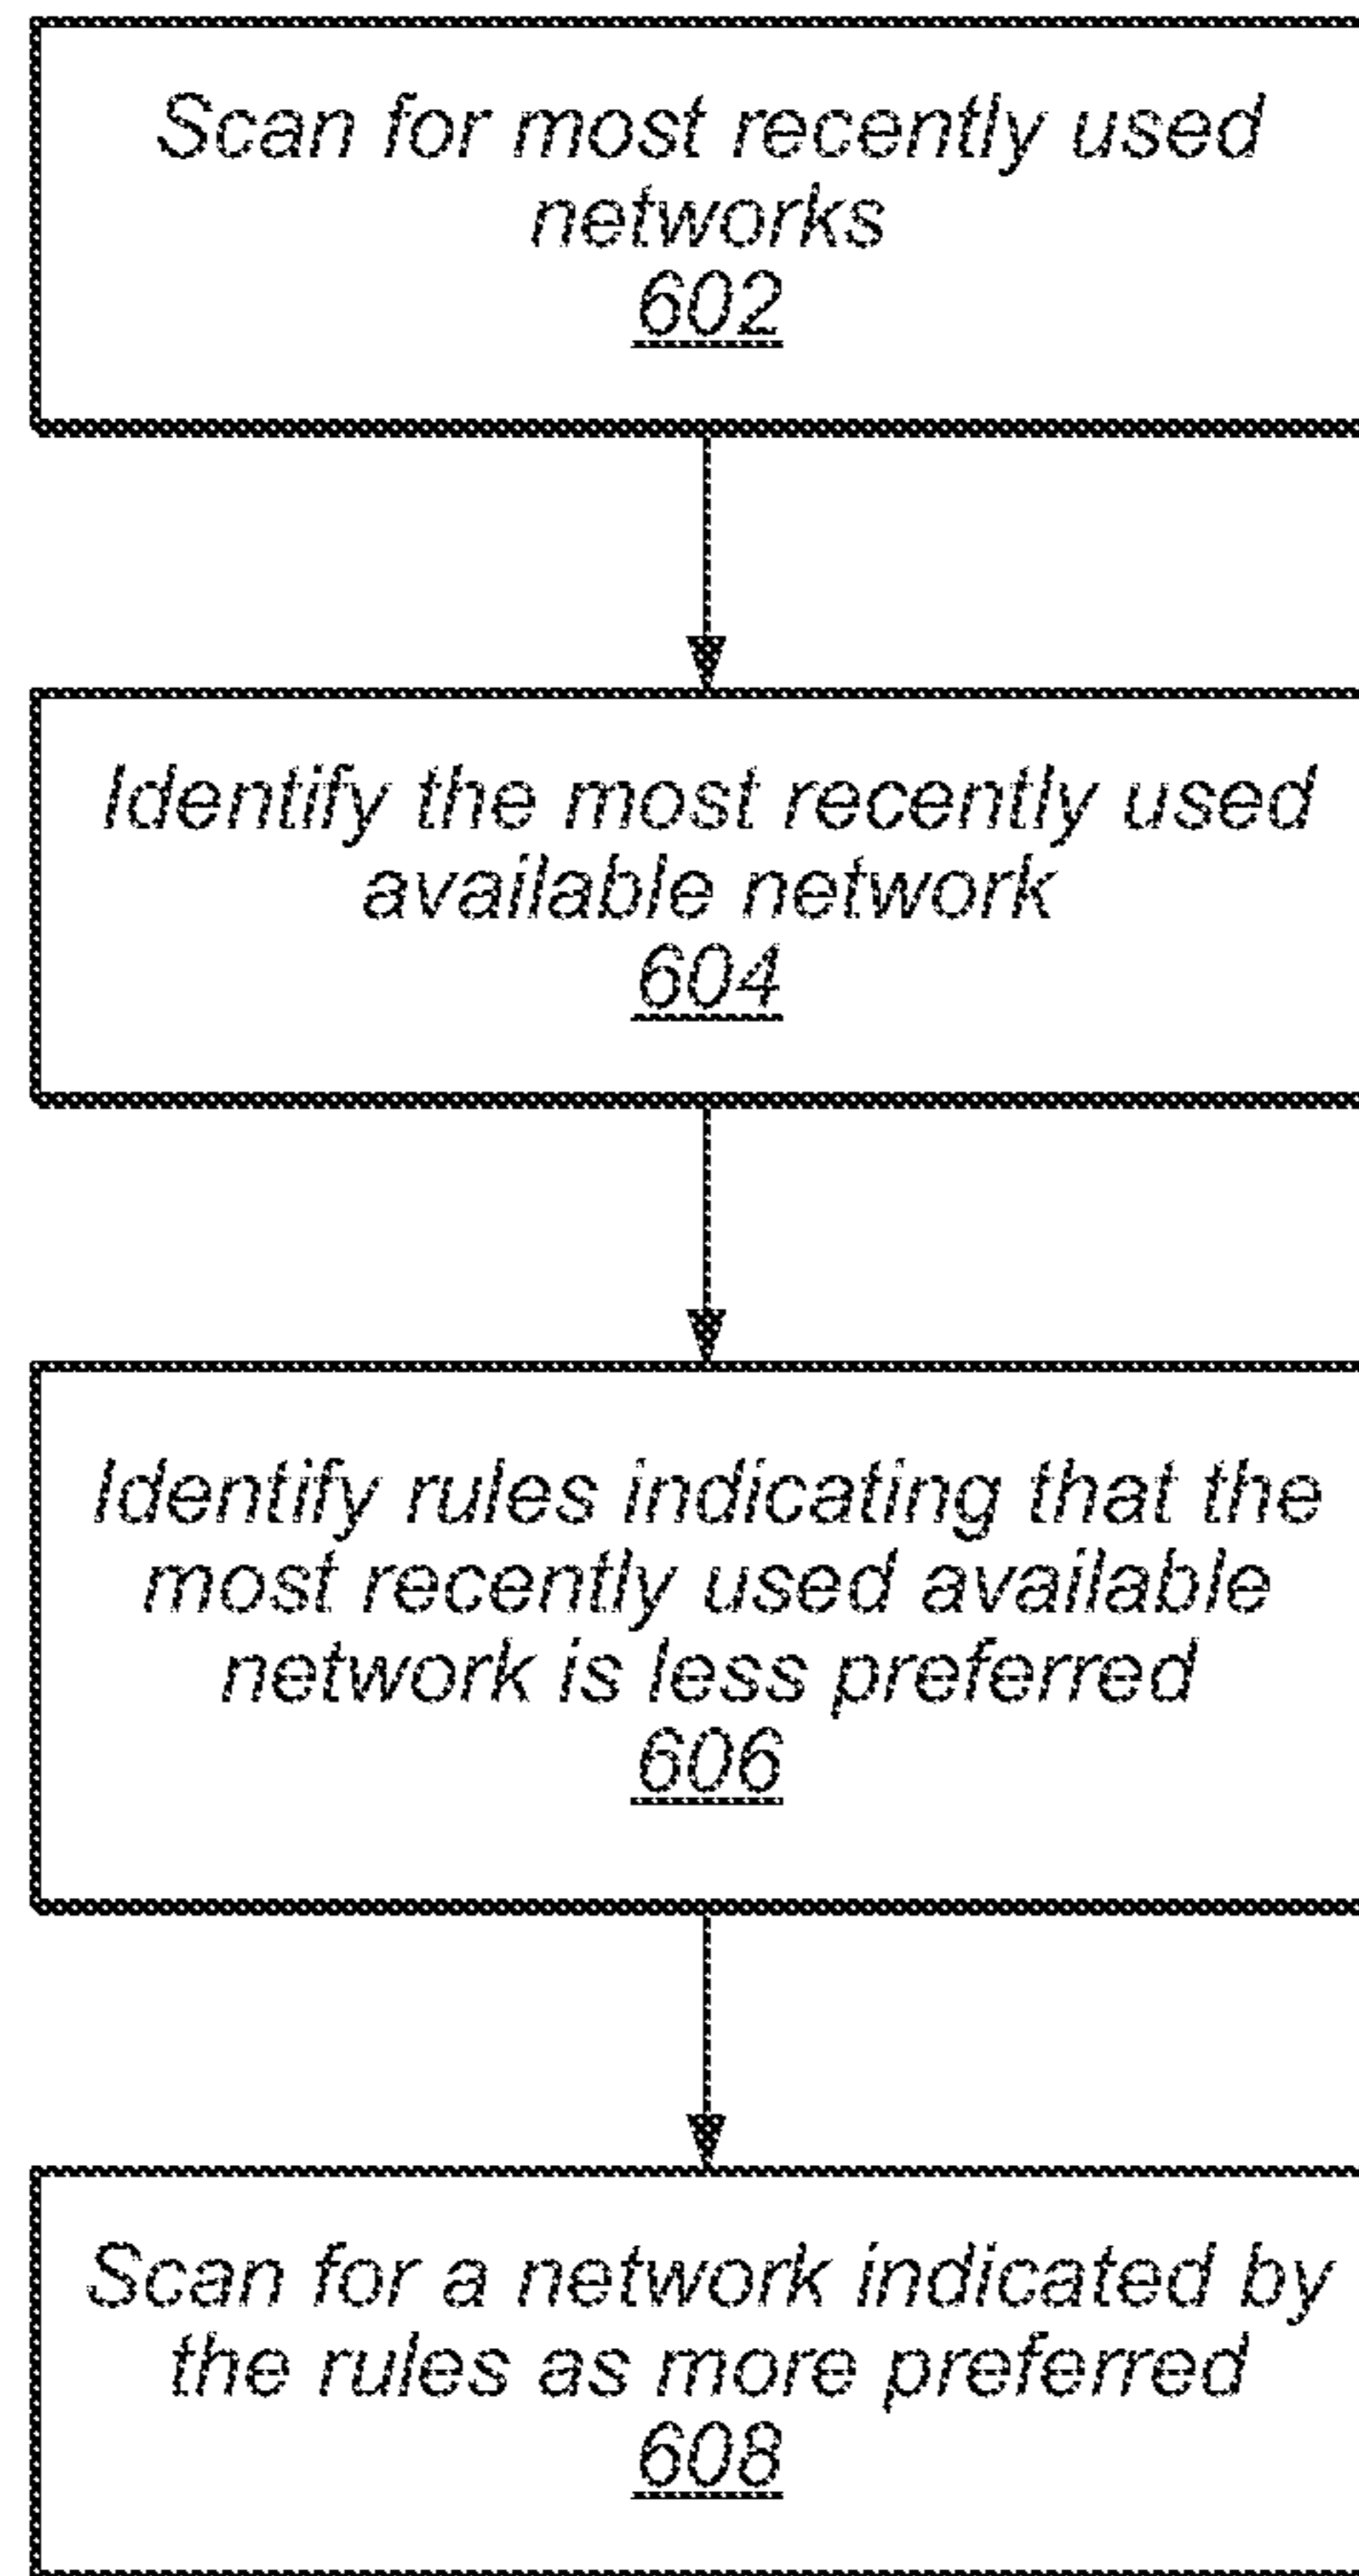 Scan for most recently used
networks
602
Identify the most recently used
available network
604
Identify rules indicating that the
most recently used available
network is less preferred
606
Scan for a network indicated by
the rules as more preferred
608